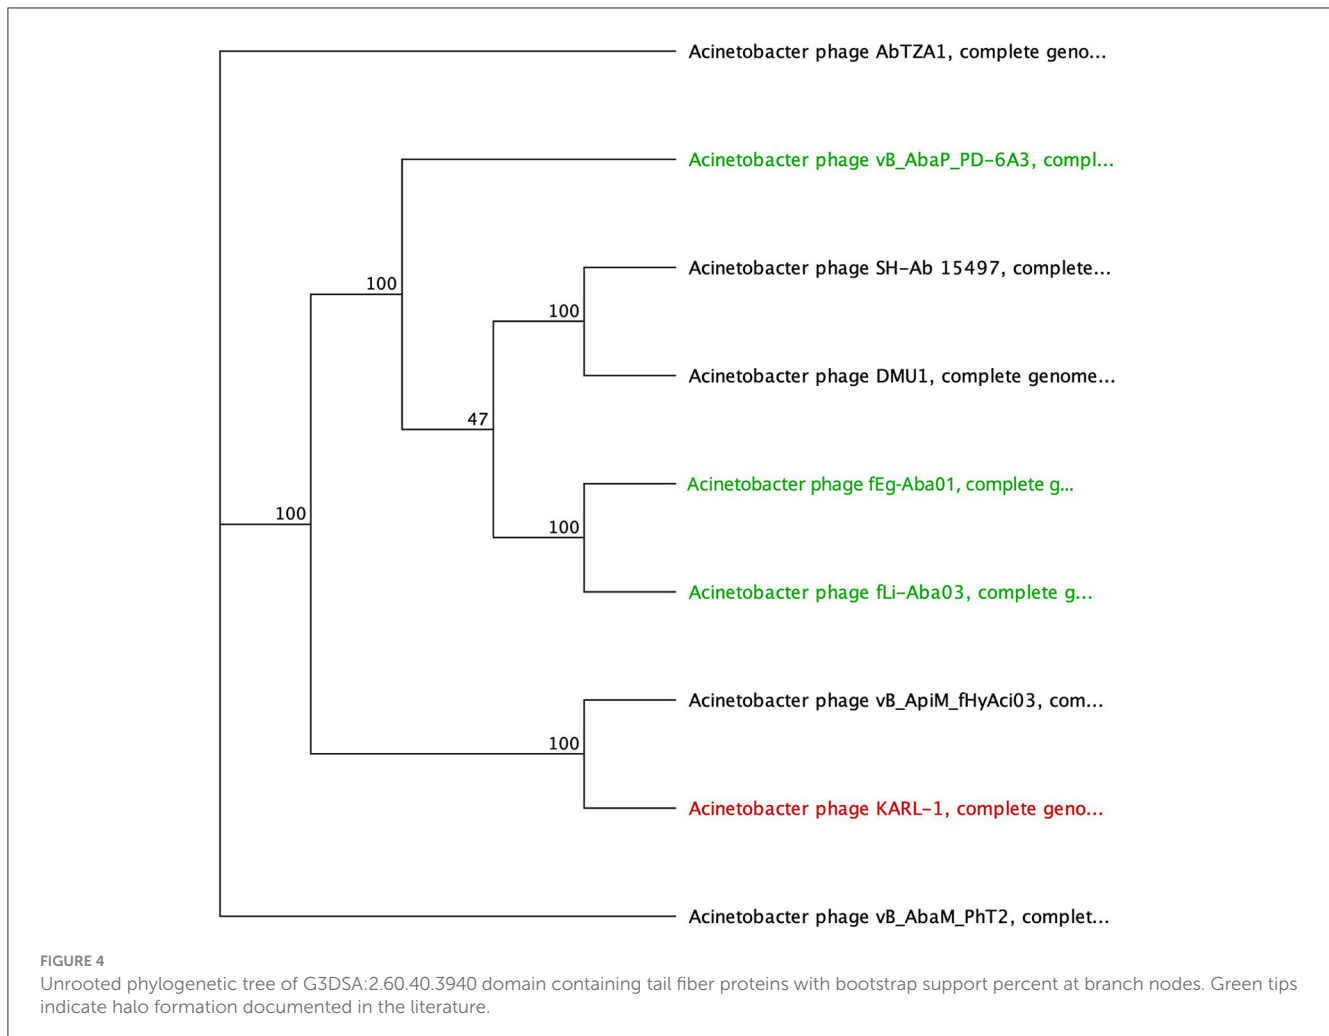 Acinetobacter phage AbTZA1, complete geno...
Acinetobacter phage vB_AbaP_PD-6A3, compl...
Acinetobacter phage SH-Ab 15497, complete...
100
100
Acinetobacter phage DMU1, complete genome...
47
Acinetobacter phage fEg-Aba01, complete g...
100
100
Acinetobacter phage fLi-Aba03, complete g...
Acinetobacter phage vB_ApiM_fHyAci03, com...
100
Acinetobacter phage KARL-1, complete geno...
Acinetobacter phage vB_AbaM_PhT2, complet...
FIGURE 4
Unrooted phylogenetic tree of G3DSA:2.60.40.3940 domain containing tail fiber proteins with bootstrap support percent at branch nodes. Green tips
indicate halo formation documented in the literature.